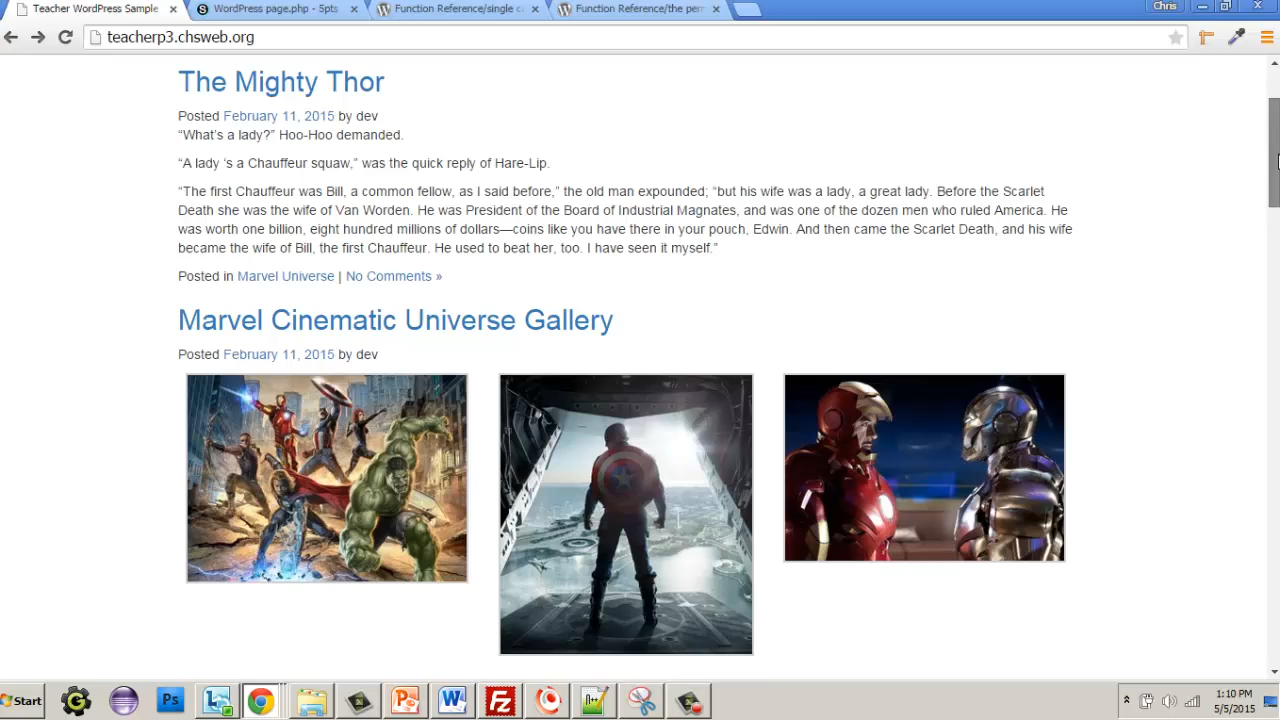 Teacher WordPress Sample
WordPress page.php - 5pts
Function Reference/single c
Function Reference/the perm
Chris
teacherp3.chsweb.org
The Mighty Thor
Posted February 11, 2015 by dev
“What’s a lady?” Hoo-Hoo demanded.
“A lady ‘s a Chauffeur squaw,” was the quick reply of Hare-Lip.
“The first Chauffeur was Bill, a common fellow, as I said before,” the old man expounded; “but his wife was a lady, a great lady. Before the Scarlet
Death she was the wife of Van Worden. He was President of the Board of Industrial Magnates, and was one of the dozen men who ruled America. He
was worth one billion, eight hundred millions of dollars—coins like you have there in your pouch, Edwin. And then came the Scarlet Death, and his wife
became the wife of Bill, the first Chauffeur. He used to beat her, too. I have seen it myself.”
Posted in Marvel Universe | No Comments »
Marvel Cinematic Universe Gallery
Posted February 11, 2015 by dev
Start
Ps
1:10 PM
5/5/2015